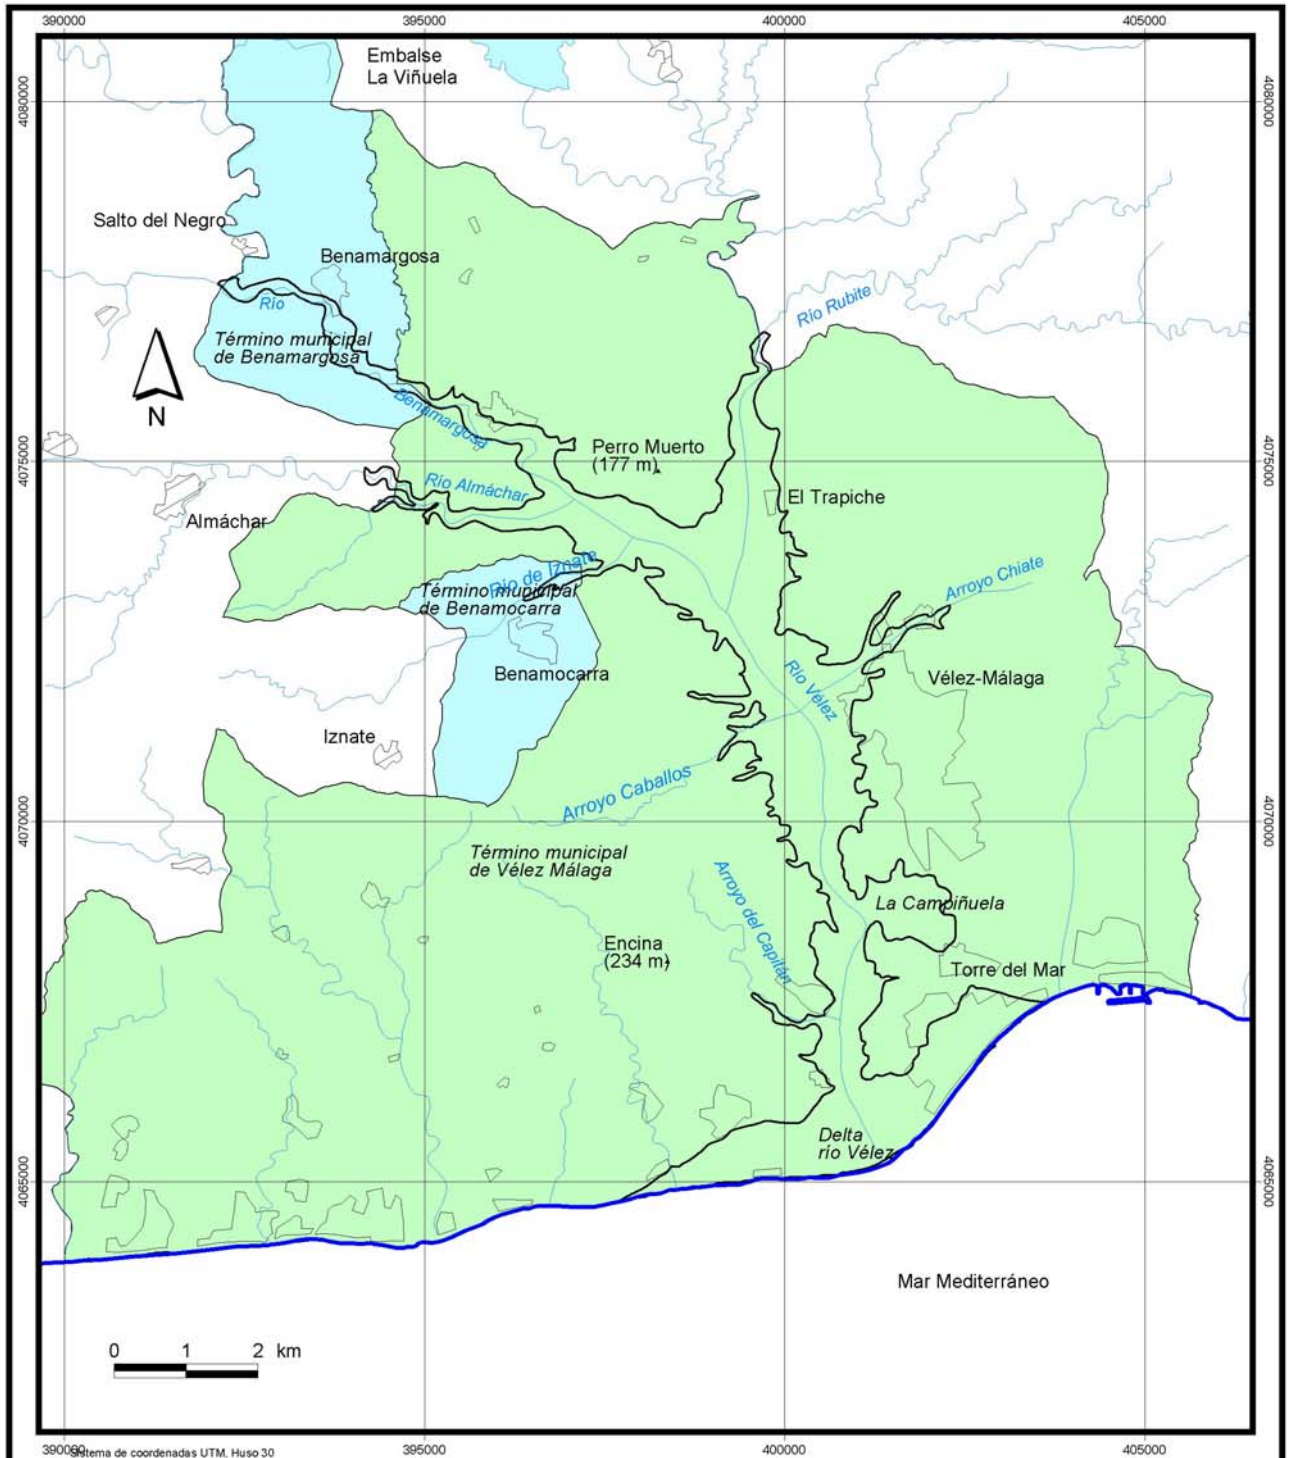 390000 395000 400000 405000
Embalse
La Viñuela
4080000 4080000
Salto del Negro
Benamargosa
Río Rubite
Río
Término municipal
de Benamargosa
N
Benamargosa
Perro Muerto
(177 m)
4075000 4075000
Río Almáchar
El Trapiche
Almáchar
Río de Iznate
Arroyo Chiate
Término municipal
de Benamocarra
Benamocarra
Río Vélez
Vélez-Málaga
Iznate
Arroyo Caballos
4070000 4070000
Término municipal
de Vélez Málaga
Arroyo del Capitán
La Campiñuela
Encina
(234 m)
Torre del Mar
Delta
río Vélez
4065000 4065000
Mar Mediterráneo
0 1 2 km
390000 395000 400000 405000
Sistema de coordenadas UTM. Huso 30